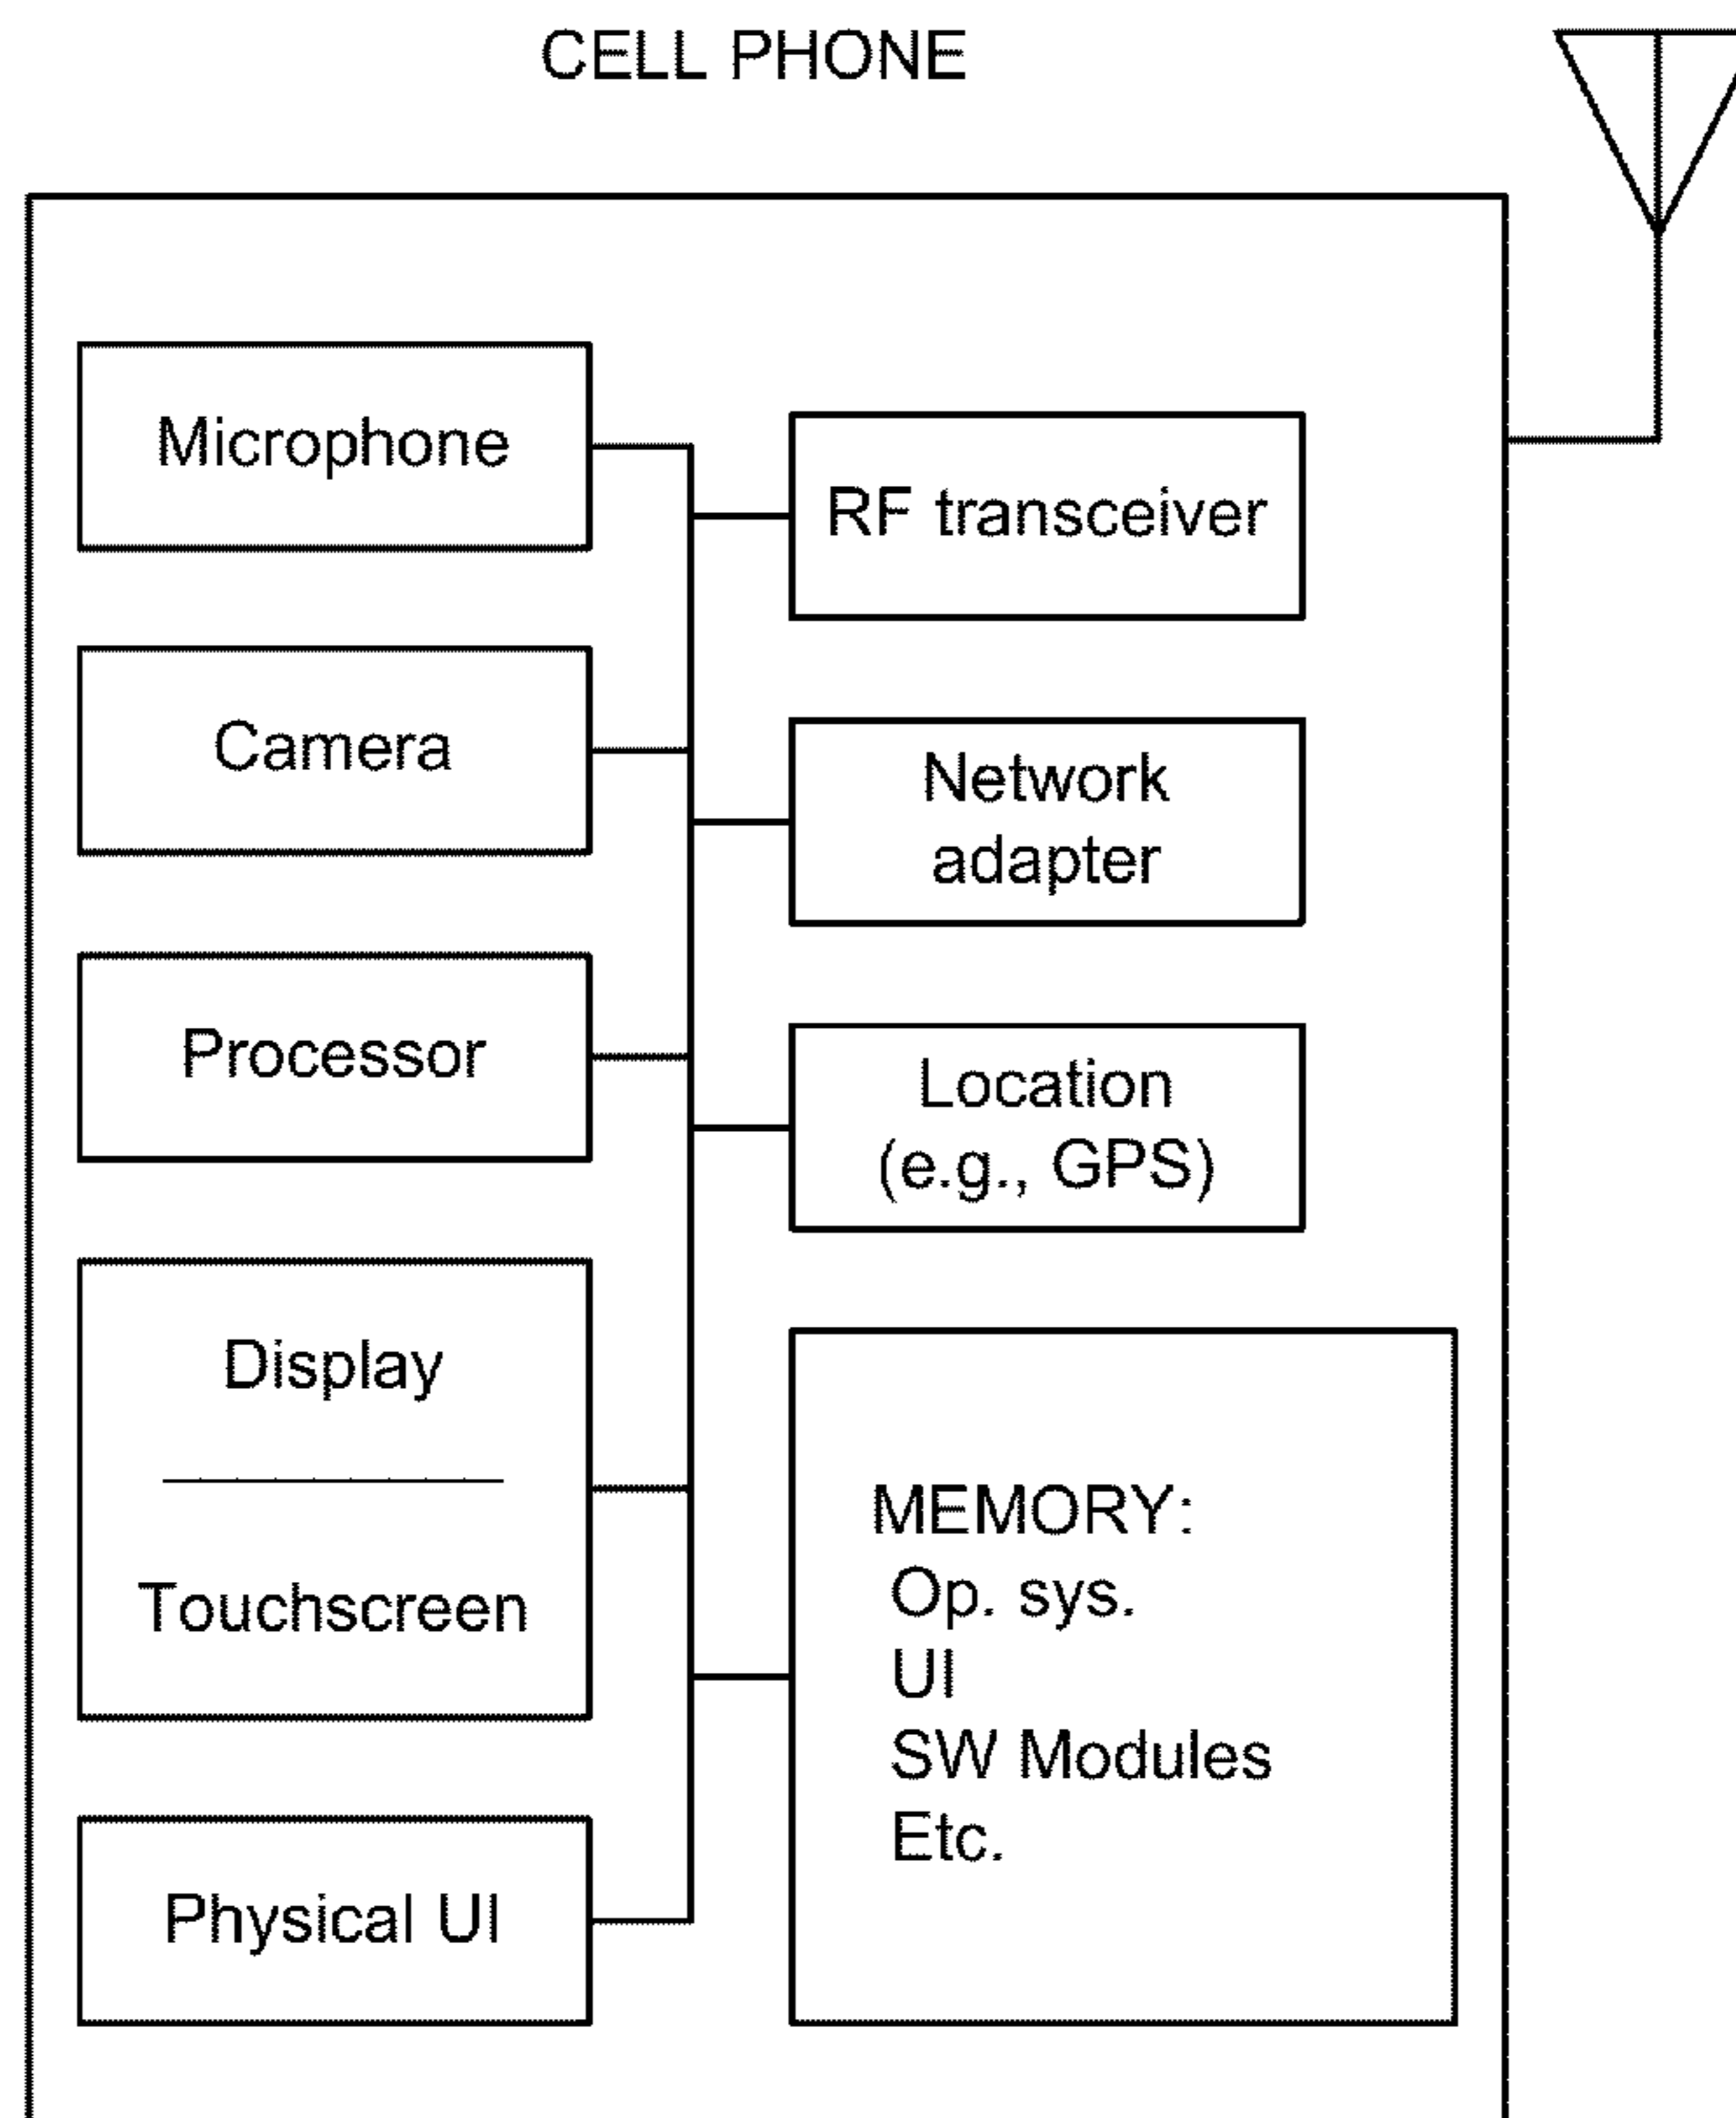 CELL PHONE
Microphone
RF transceiver
Camera
Network
adapter
Processor
Location
(e.g., GPS)
Display
Touchscreen
MEMORY:
Op. sys.
UI
SW Modules
Etc.
Physical UI